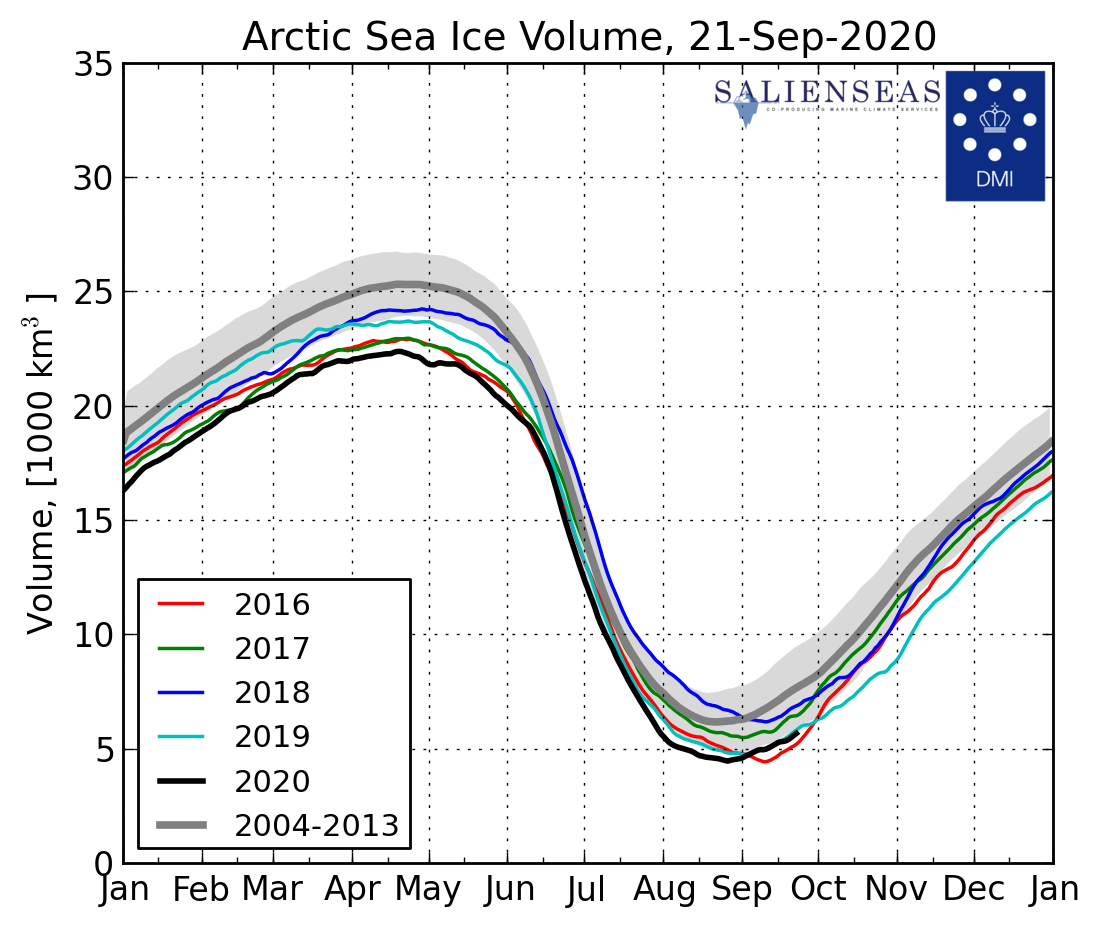 Arctic Sea Ice Volume, 21-Sep-2020
SALIENSEAS
CO-PRODUCING MARINE CLIMATE SERVICES
DMI
Volume, [1000 km³ ]
35
30
25
20
15
10
5
0
2016
2017
2018
2019
2020
2004-2013
Jan Feb Mar Apr May Jun Jul Aug Sep Oct Nov Dec Jan